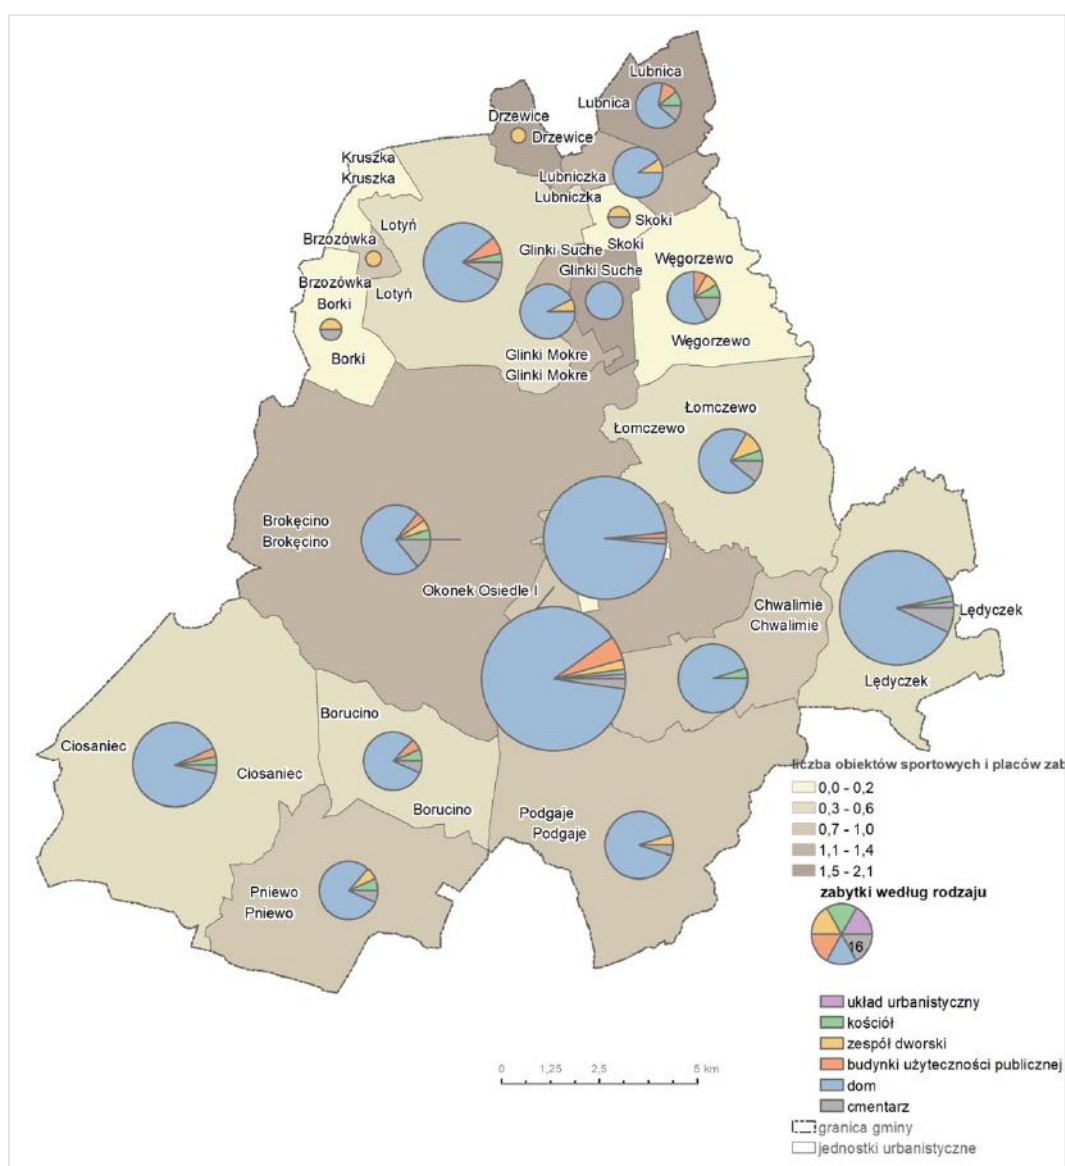 Lubnica
Lubnica
Drzewice
Drzewice
Kruszka
Kruszka
Lubniczka
Lubniczka
Skoki
Skoki
Lotyń
Brzozówka
Glinki Suche
Glinki Suche
Węgorzewo
Brzozówka
Lotyń
Borki
Borki
Węgorzewo
Glinki Mokre
Glinki Mokre
Łomczewo
Łomczewo
Brokęcino
Brokęcino
Okonek Osiedle I
Chwalimie
Chwalimie
Lędyczek
Lędyczek
Borucino
Ciosaniec
Ciosaniec
Borucino
Podgaje
Podgaje
Pniewo
Pniewo
liczba obiektów sportowych i placów zab
0,0 - 0,2
0,3 - 0,6
0,7 - 1,0
1,1 - 1,4
1,5 - 2,1
zabytki według rodzaju
16
układ urbanistyczny
kościół
zespół dworski
budynki użyteczności publicznej
dom
cmentarz
granica gminy
jednostki urbanistyczne
0 1,25 2,5 5 km